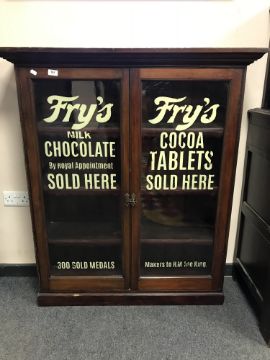 Fry's
MILK
CHOCOLATE
By Royal Appointment
SOLD HERE
300 GOLD MEDALS
Fry's
COCOA
TABLETS
SOLD HERE
Makers to H.M The King.